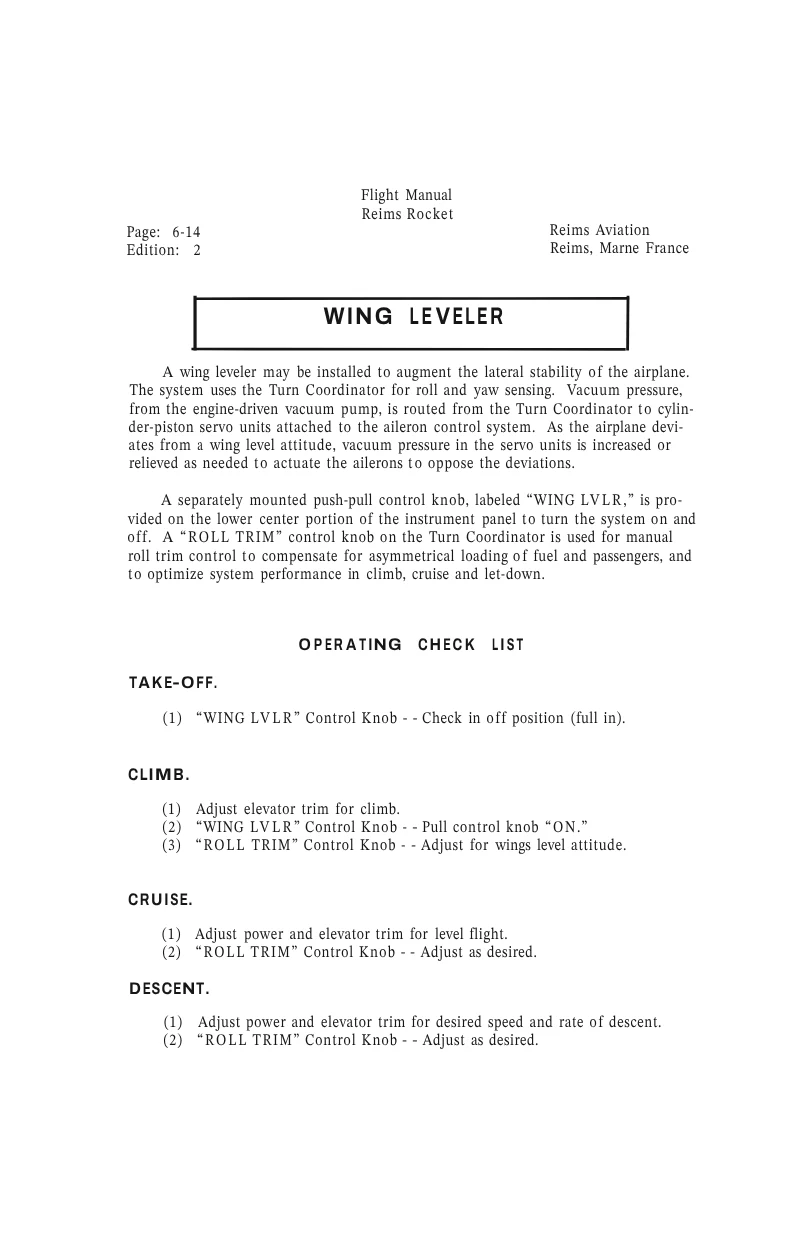 Flight Manual
Reims Rocket
Page: 6-14
Edition: 2
Reims Aviation
Reims, Marne France
WING LEVELER
A wing leveler may be installed to augment the lateral stability of the airplane.
The system uses the Turn Coordinator for roll and yaw sensing. Vacuum pressure,
from the engine-driven vacuum pump, is routed from the Turn Coordinator to cylin-
der-piston servo units attached to the aileron control system. As the airplane devi-
ates from a wing level attitude, vacuum pressure in the servo units is increased or
relieved as needed to actuate the ailerons to oppose the deviations.
A separately mounted push-pull control knob, labeled “WING LVLR,” is pro-
vided on the lower center portion of the instrument panel to turn the system on and
off. A “ROLL TRIM” control knob on the Turn Coordinator is used for manual
roll trim control to compensate for asymmetrical loading of fuel and passengers, and
to optimize system performance in climb, cruise and let-down.
OPERATING CHECK LIST
TAKE-OFF.
(1) “WING LVLR” Control Knob - - Check in off position (full in).
CLIMB.
(1) Adjust elevator trim for climb.
(2) “WING LVLR” Control Knob - - Pull control knob “ON.”
(3) “ROLL TRIM” Control Knob - - Adjust for wings level attitude.
CRUISE.
(1) Adjust power and elevator trim for level flight.
(2) “ROLL TRIM” Control Knob - - Adjust as desired.
DESCENT.
(1) Adjust power and elevator trim for desired speed and rate of descent.
(2) “ROLL TRIM” Control Knob - - Adjust as desired.